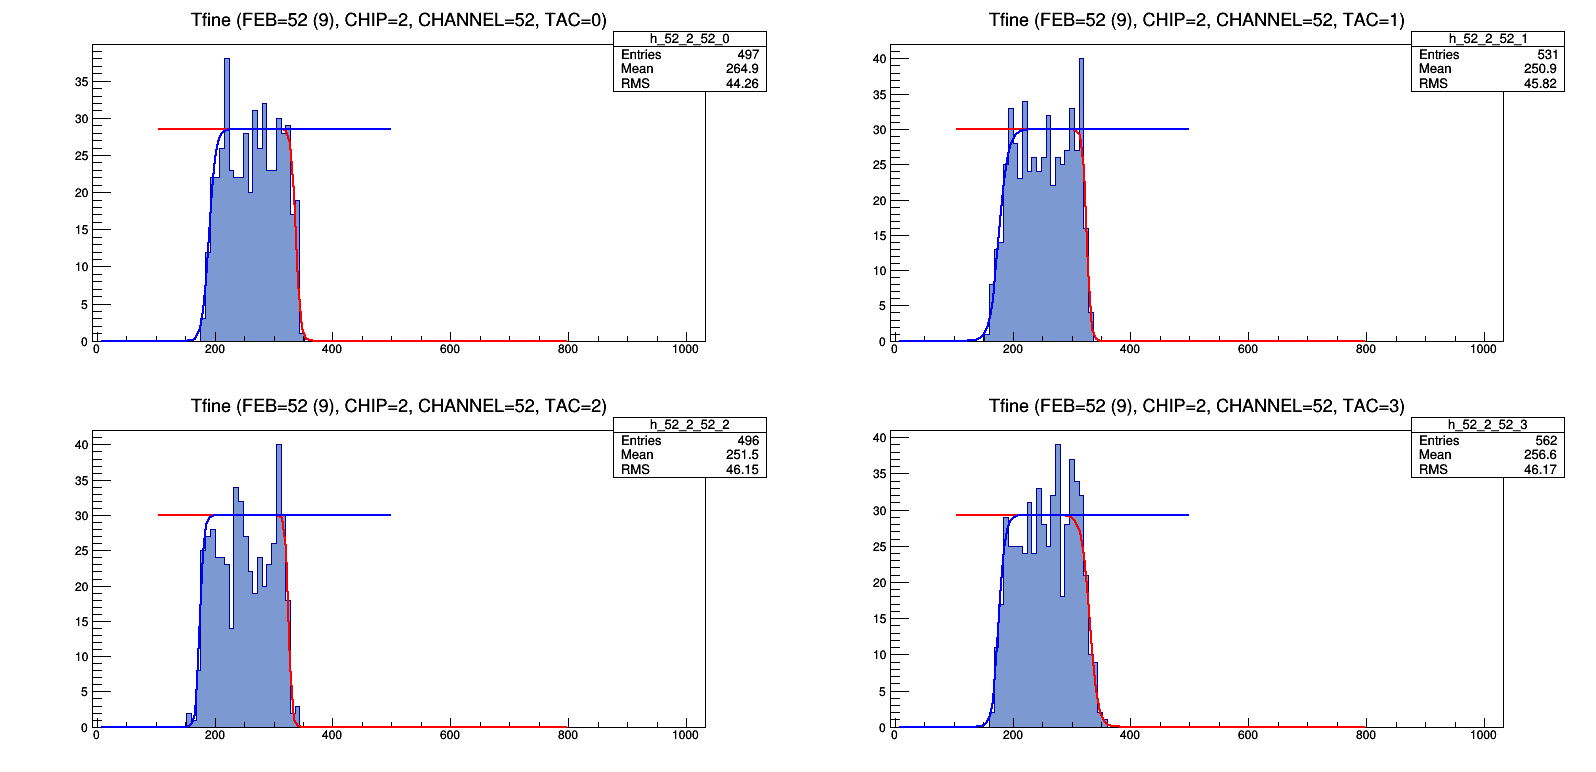 Tfine (FEB=52 (9), CHIP=2, CHANNEL=52, TAC=0)
h_52_2_52_0
Entries 497
Mean 264.9
RMS 44.26
35
30
25
20
15
10
5
0
0 200 400 600 800 1000
Tfine (FEB=52 (9), CHIP=2, CHANNEL=52, TAC=1)
h_52_2_52_1
Entries 531
Mean 250.9
RMS 45.82
40
35
30
25
20
15
10
5
0
0 200 400 600 800 1000
Tfine (FEB=52 (9), CHIP=2, CHANNEL=52, TAC=2)
h_52_2_52_2
Entries 496
Mean 251.5
RMS 46.15
40
35
30
25
20
15
10
5
0
0 200 400 600 800 1000
Tfine (FEB=52 (9), CHIP=2, CHANNEL=52, TAC=3)
h_52_2_52_3
Entries 562
Mean 256.6
RMS 46.17
40
35
30
25
20
15
10
5
0
0 200 400 600 800 1000